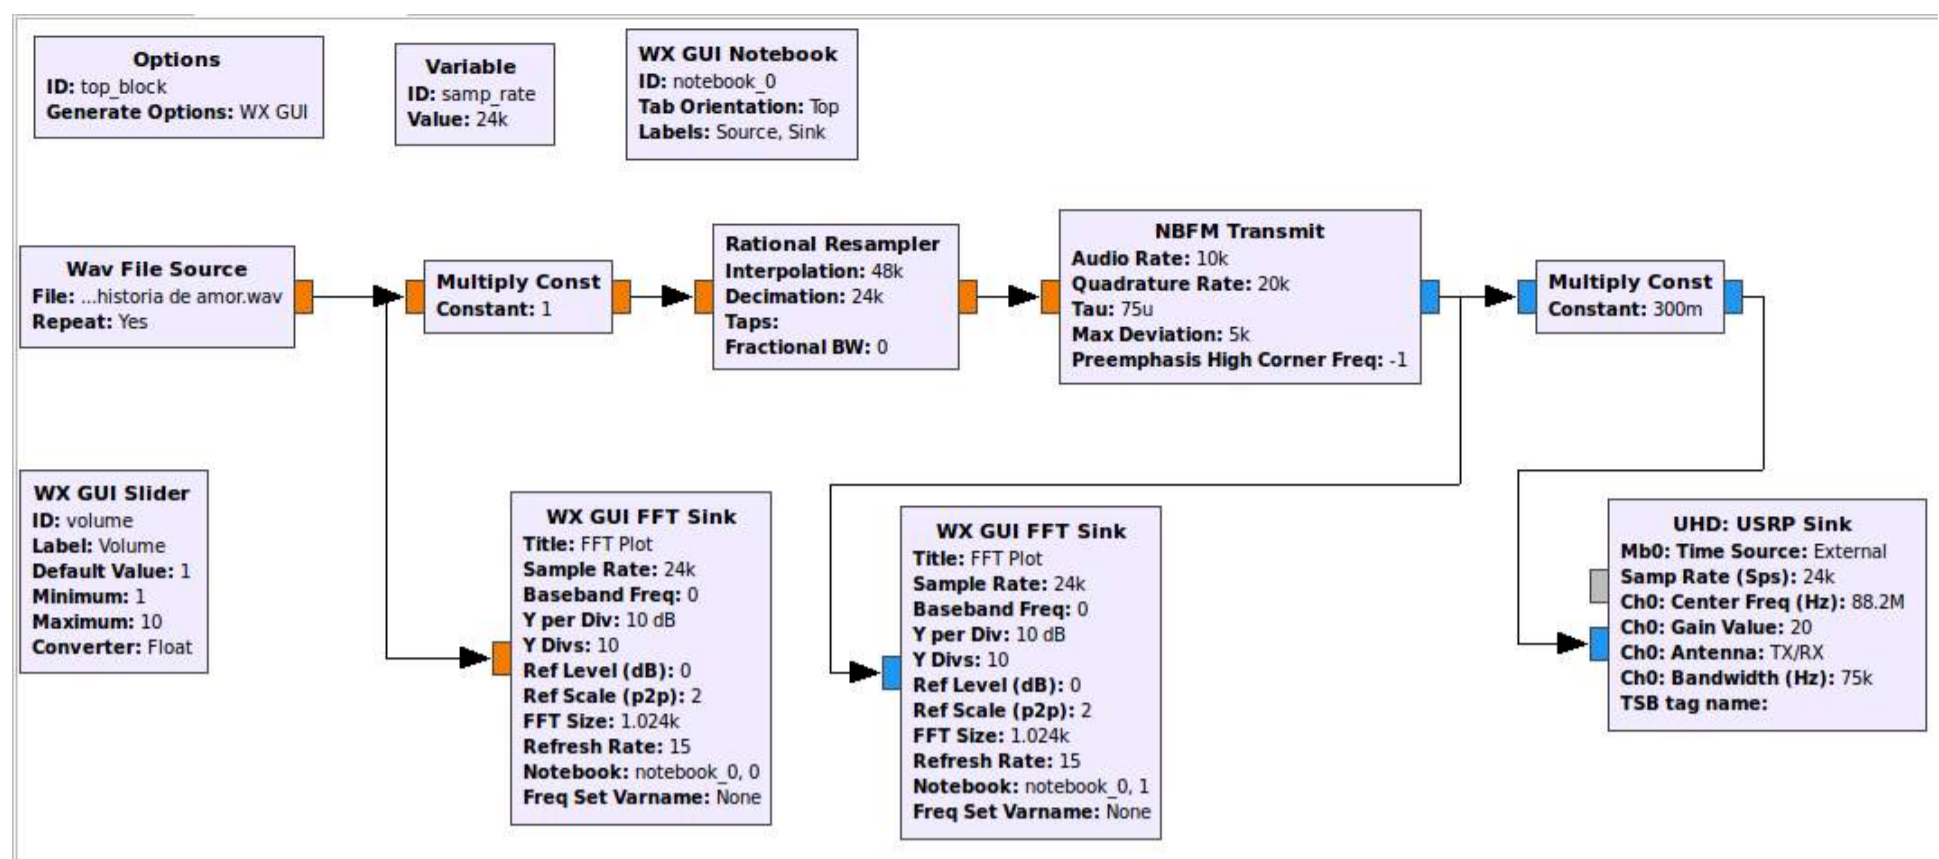 Options
ID: top_block
Generate Options: WX GUI
Variable
ID: samp_rate
Value: 24k
WX GUI Notebook
ID: notebook_0
Tab Orientation: Top
Labels: Source, Sink
Wav File Source
File: ...historia de amor.wav
Repeat: Yes
Multiply Const
Constant: 1
Rational Resampler
Interpolation: 48k
Decimation: 24k
Taps:
Fractional BW: 0
NBFM Transmit
Audio Rate: 10k
Quadrature Rate: 20k
Tau: 75u
Max Deviation: 5k
Preemphasis High Corner Freq: -1
Multiply Const
Constant: 300m
WX GUI Slider
ID: volume
Label: Volume
Default Value: 1
Minimum: 1
Maximum: 10
Converter: Float
WX GUI FFT Sink
Title: FFT Plot
Sample Rate: 24k
Baseband Freq: 0
Y per Div: 10 dB
Y Divs: 10
Ref Level (dB): 0
Ref Scale (p2p): 2
FFT Size: 1.024k
Refresh Rate: 15
Notebook: notebook_0, 0
Freq Set Varname: None
WX GUI FFT Sink
Title: FFT Plot
Sample Rate: 24k
Baseband Freq: 0
Y per Div: 10 dB
Y Divs: 10
Ref Level (dB): 0
Ref Scale (p2p): 2
FFT Size: 1.024k
Refresh Rate: 15
Notebook: notebook_0, 1
Freq Set Varname: None
UHD: USRP Sink
Mb0: Time Source: External
Samp Rate (Sps): 24k
Ch0: Center Freq (Hz): 88.2M
Ch0: Gain Value: 20
Ch0: Antenna: TX/RX
Ch0: Bandwidth (Hz): 75k
TSB tag name: